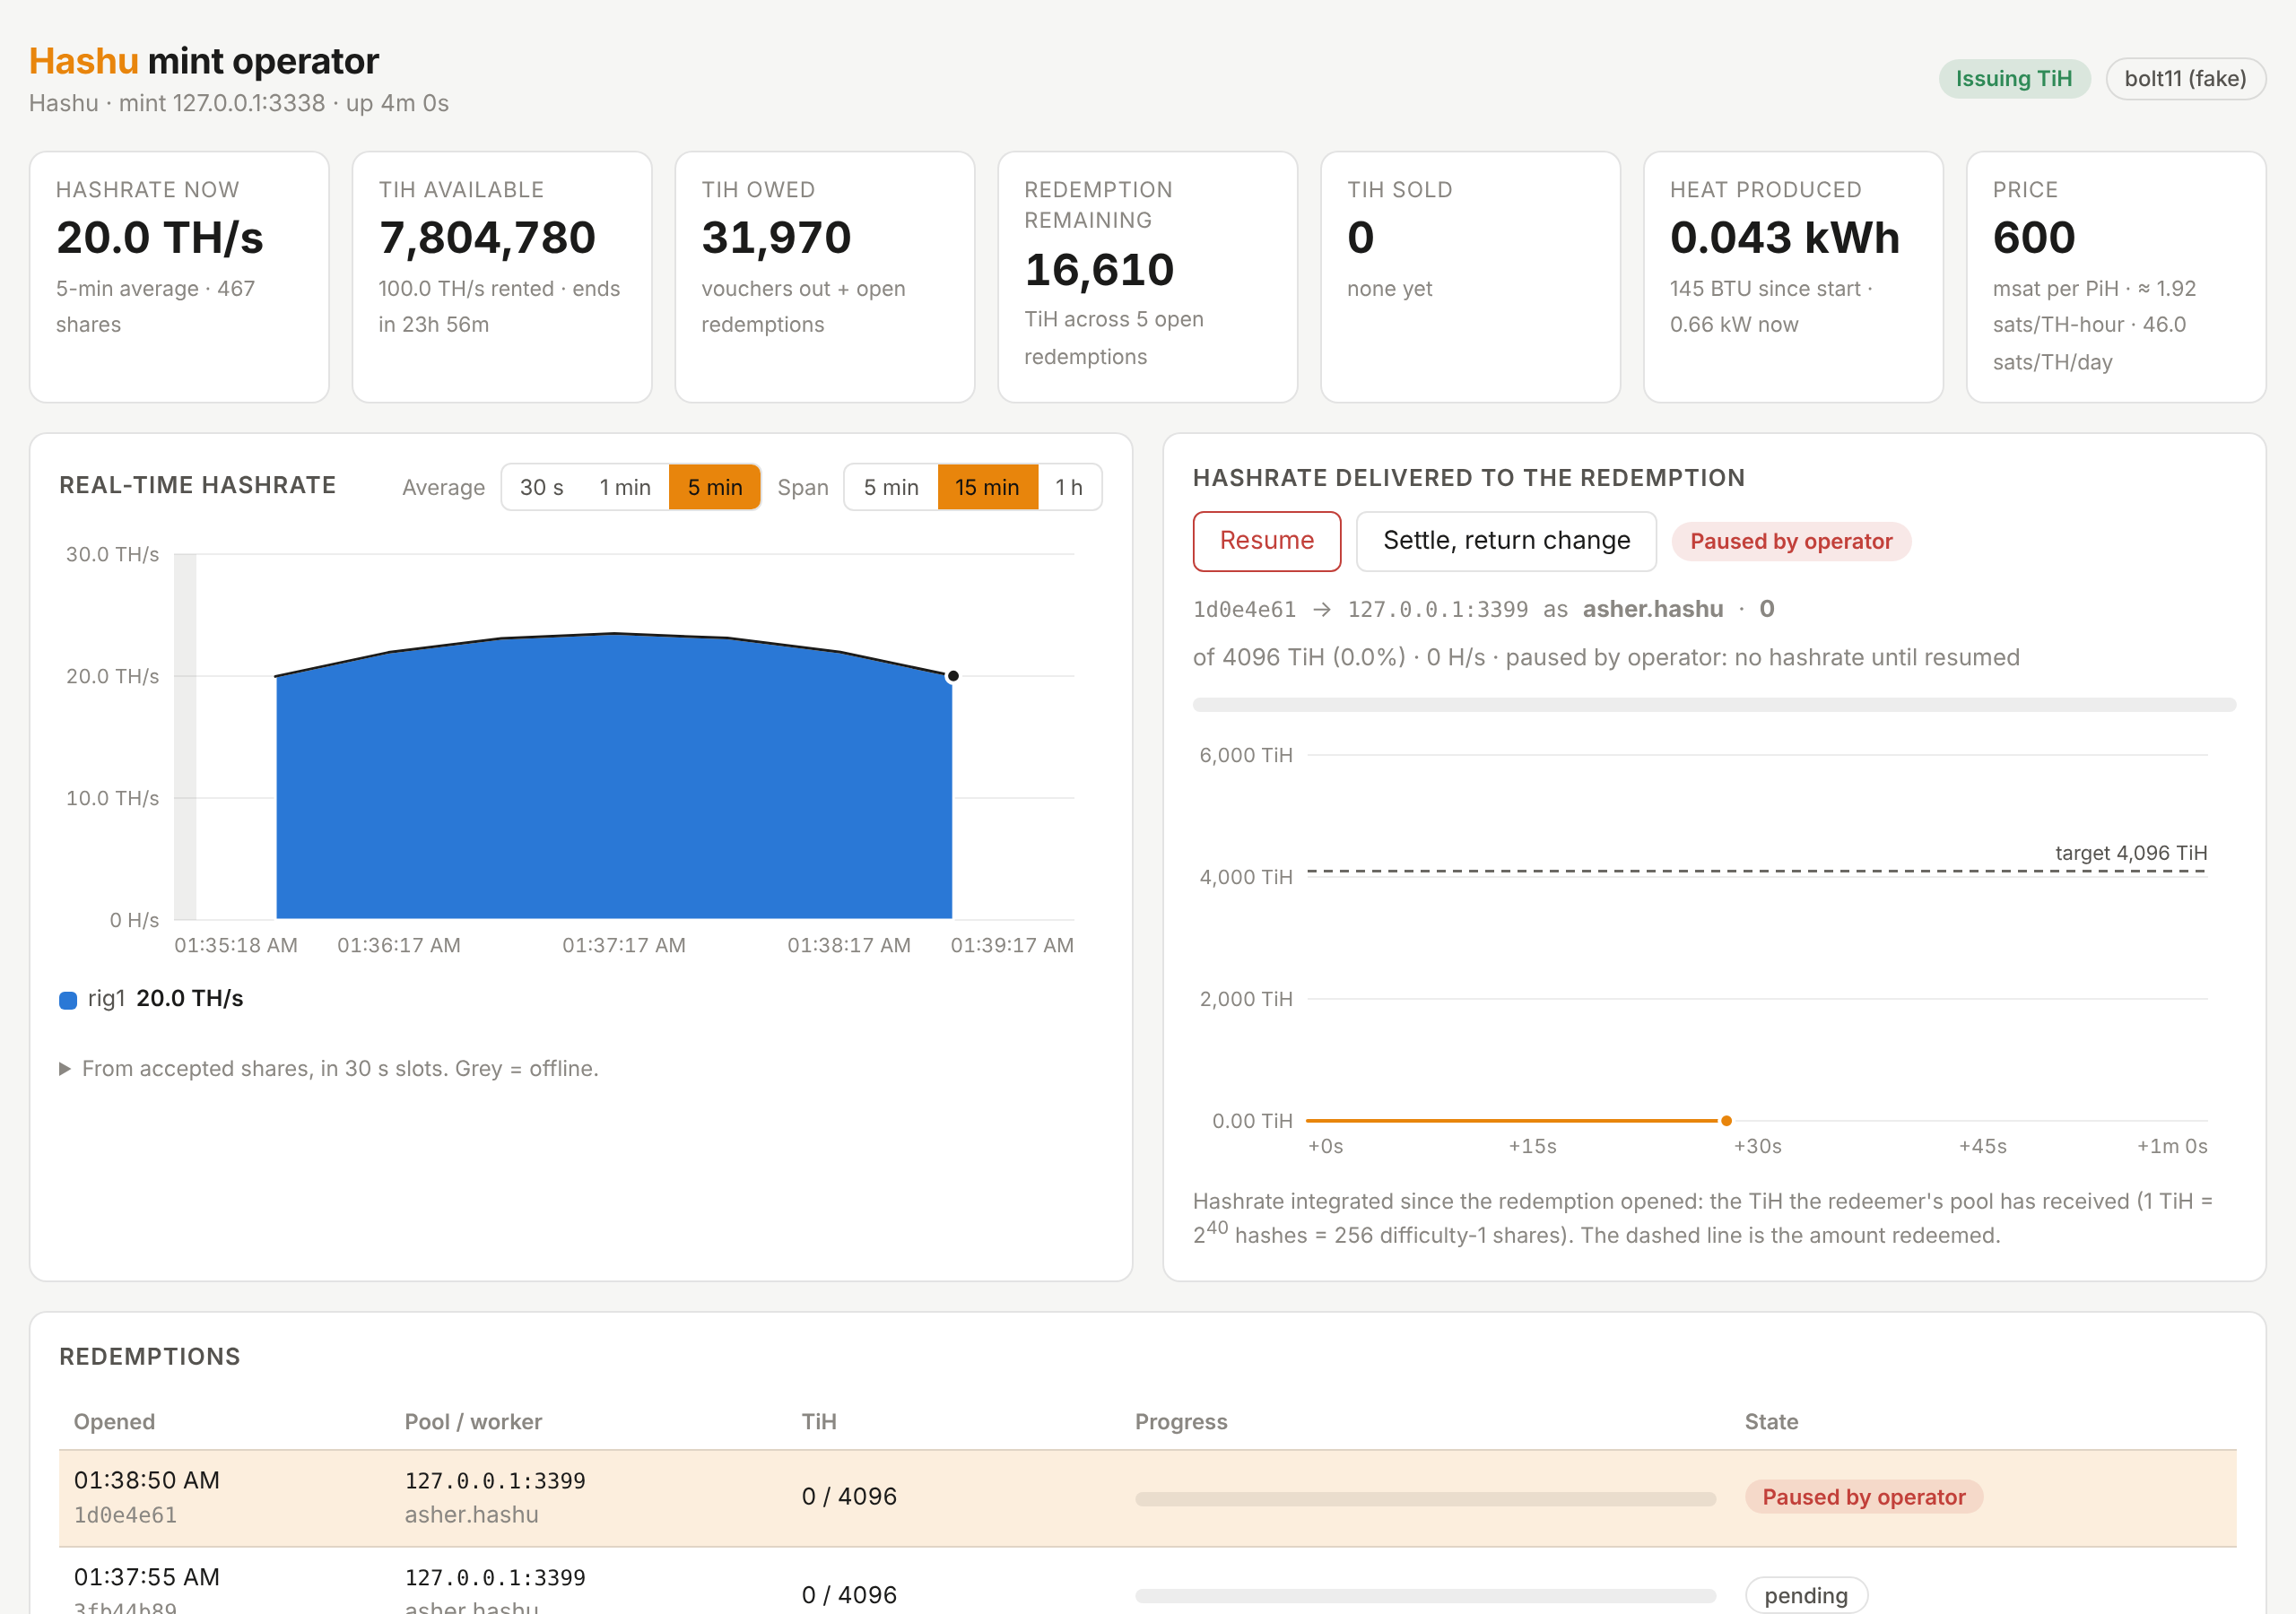 Hashu mint operator
Hashu · mint 127.0.0.1:3338 · up 4m 0s
Issuing TiH
bolt11 (fake)
HASHRATE NOW
20.0 TH/s
5-min average · 467
shares
TIH AVAILABLE
7,804,780
100.0 TH/s rented · ends
in 23h 56m
TIH OWED
31,970
vouchers out + open
redemptions
REDEMPTION
REMAINING
16,610
TiH across 5 open
redemptions
TIH SOLD
0
none yet
HEAT PRODUCED
0.043 kWh
145 BTU since start ·
0.66 kW now
PRICE
600
msat per PiH · ≈ 1.92
sats/TH-hour · 46.0
sats/TH/day
REAL-TIME HASHRATE
Average 30 s 1 min 5 min Span 5 min 15 min 1 h
30.0 TH/s
20.0 TH/s
10.0 TH/s
0 H/s
01:35:18 AM 01:36:17 AM 01:37:17 AM 01:38:17 AM 01:39:17 AM
rig1 20.0 TH/s
▶ From accepted shares, in 30 s slots. Grey = offline.
HASHRATE DELIVERED TO THE REDEMPTION
Resume
Settle, return change
Paused by operator
1d0e4e61 → 127.0.0.1:3399 as asher.hashu · 0
of 4096 TiH (0.0%) · 0 H/s · paused by operator: no hashrate until resumed
6,000 TiH
target 4,096 TiH
4,000 TiH
2,000 TiH
0.00 TiH
+0s +15s +30s +45s +1m 0s
Hashrate integrated since the redemption opened: the TiH the redeemer's pool has received (1 TiH =
2⁴⁰ hashes = 256 difficulty-1 shares). The dashed line is the amount redeemed.
REDEMPTIONS
Opened Pool / worker TiH Progress State
01:38:50 AM 127.0.0.1:3399 0 / 4096 Paused by operator
1d0e4e61 asher.hashu
01:37:55 AM 127.0.0.1:3399 0 / 4096 pending
3fb44b89 asher.hashu